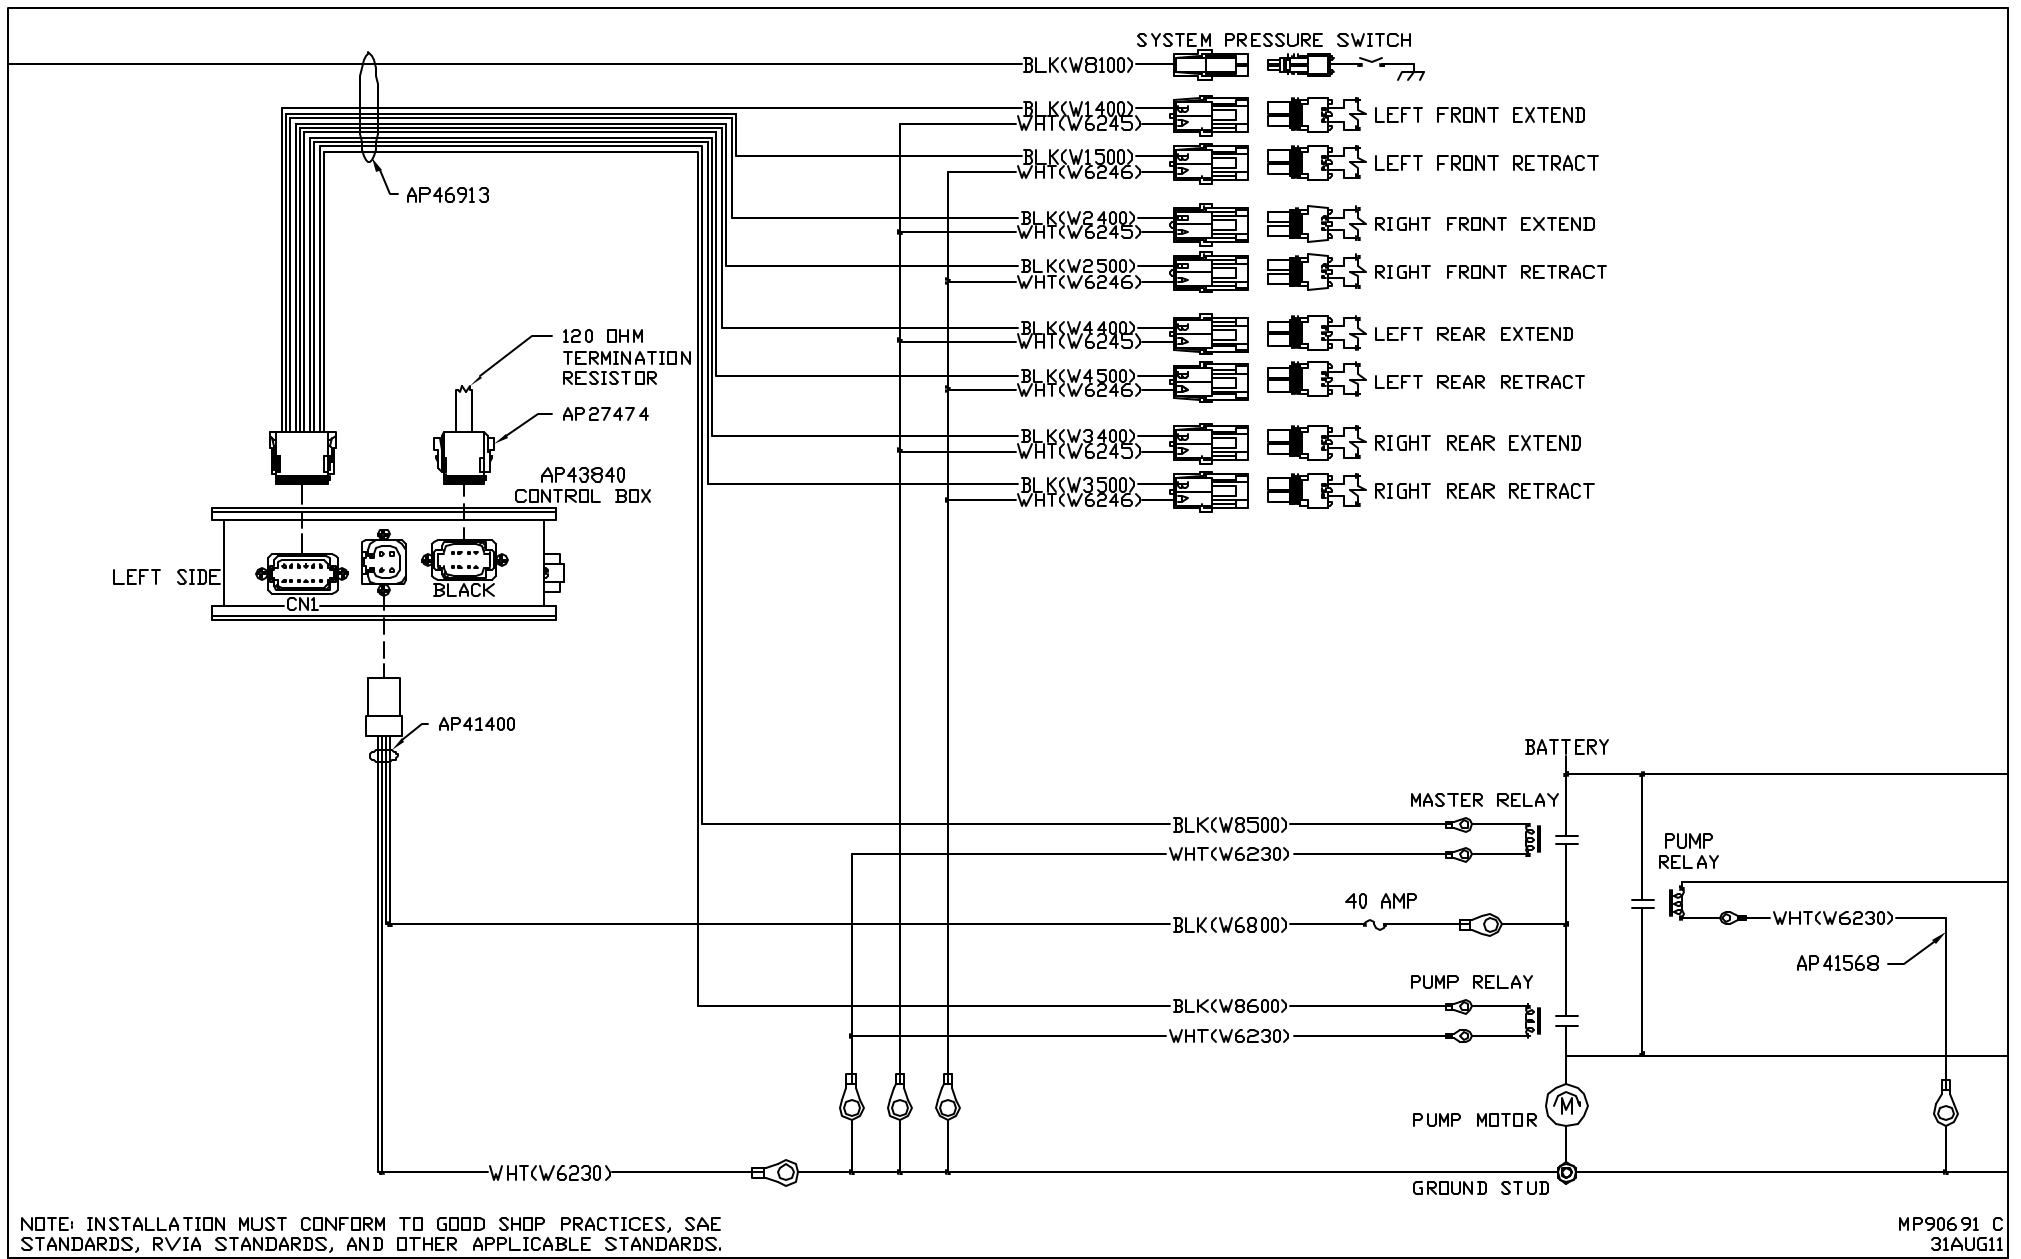 SYSTEM PRESSURE SWITCH
BLK(W8100)
BLK(W1400)
B
LEFT FRONT EXTEND
WHT(W6245)
A
BLK(W1500)
B
LEFT FRONT RETRACT
WHT(W6246)
A
AP46913
BLK(W2400)
B
RIGHT FRONT EXTEND
WHT(W6245)
A
BLK(W2500)
B
RIGHT FRONT RETRACT
WHT(W6246)
A
BLK(W4400)
B
LEFT REAR EXTEND
WHT(W6245)
A
BLK(W4500)
B
LEFT REAR RETRACT
WHT(W6246)
A
BLK(W3400)
B
RIGHT REAR EXTEND
WHT(W6245)
A
BLK(W3500)
B
RIGHT REAR RETRACT
WHT(W6246)
A
120 OHM
TERMINATION
RESISTOR
AP27474
AP43840
CONTROL BOX
LEFT SIDE
CN1
BLACK
AP41400
BATTERY
MASTER RELAY
BLK(W8500)
WHT(W6230)
PUMP
RELAY
40 AMP
BLK(W6800)
WHT(W6230)
AP41568
PUMP RELAY
BLK(W8600)
WHT(W6230)
M
PUMP MOTOR
WHT(W6230)
GROUND STUD
NOTE: INSTALLATION MUST CONFORM TO GOOD SHOP PRACTICES, SAE
STANDARDS, RVIA STANDARDS, AND OTHER APPLICABLE STANDARDS.
MP90691 C
31AUG11